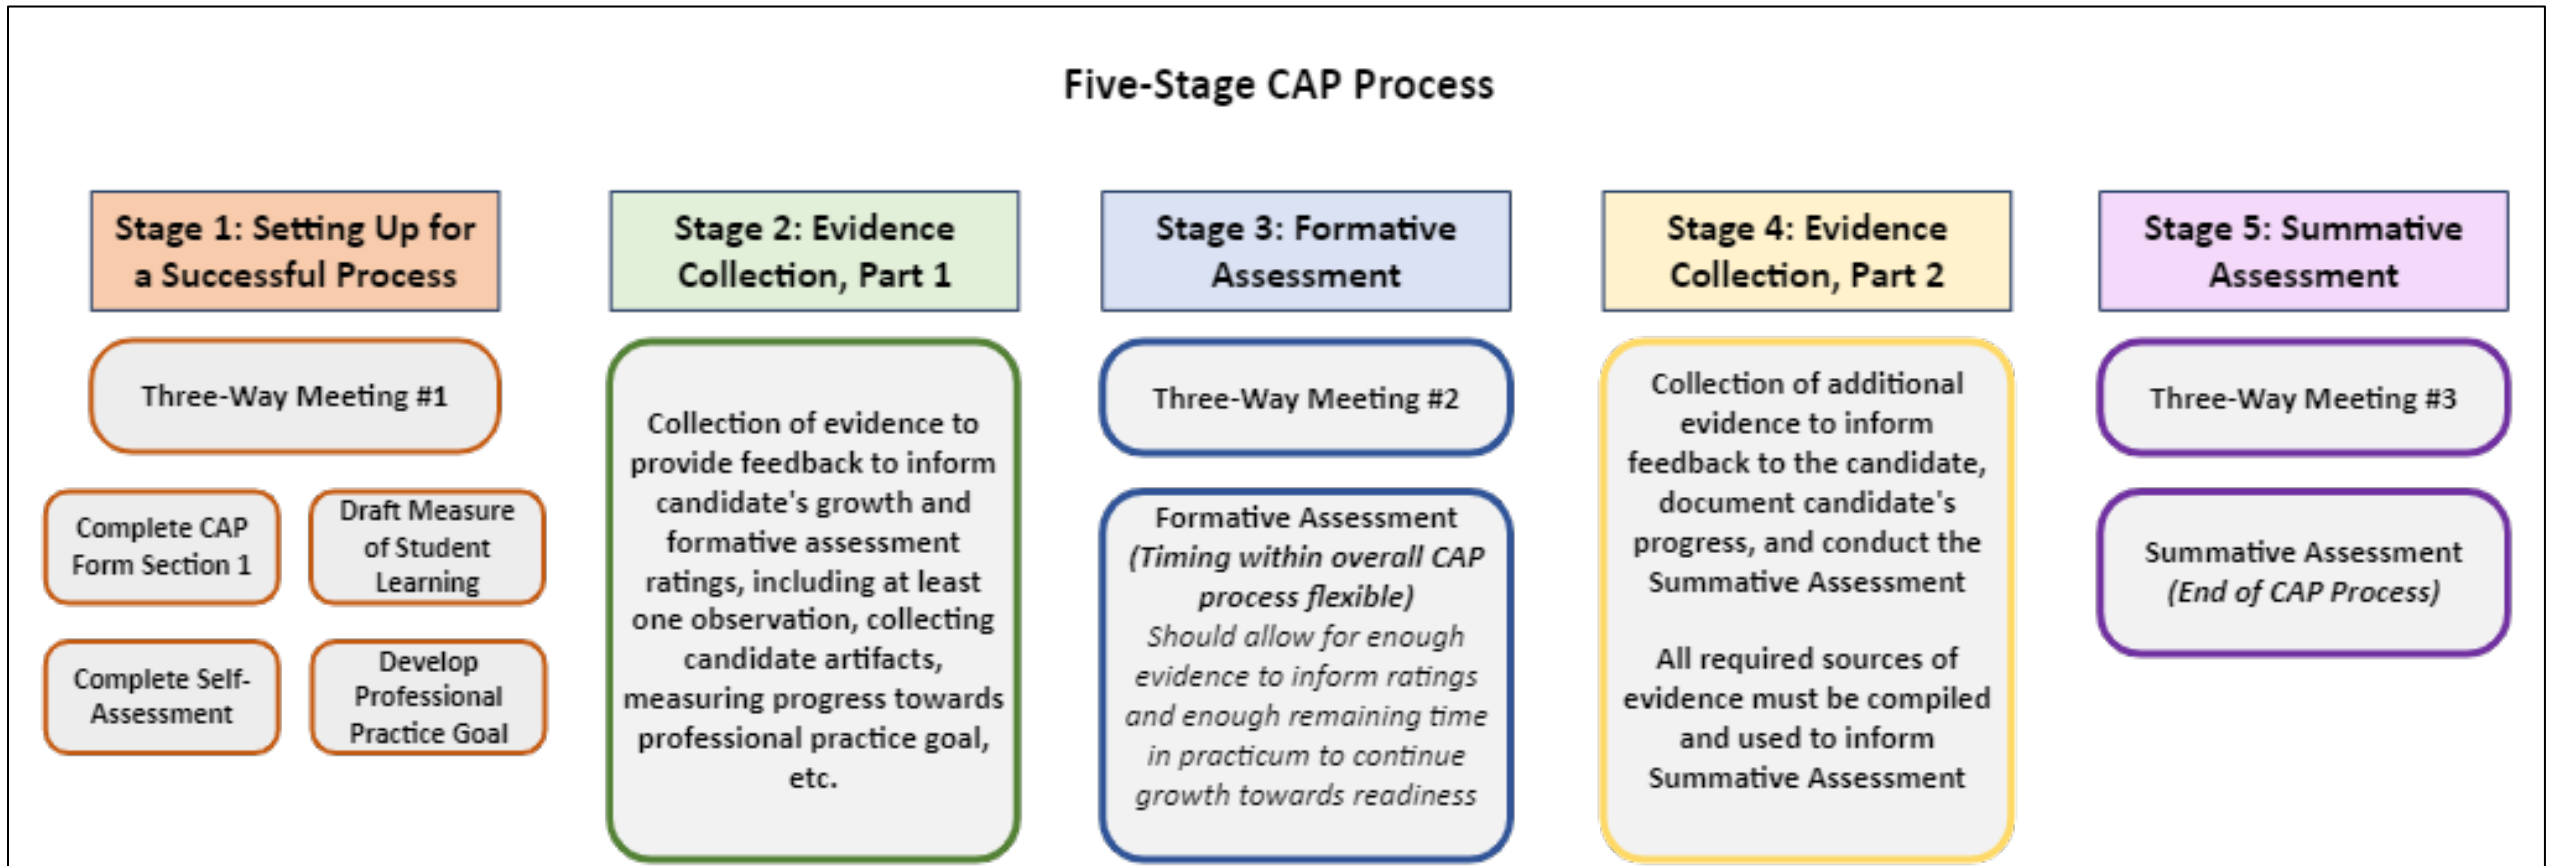 Five-Stage CAP Process
Stage 1: Setting Up for
a Successful Process
Three-Way Meeting #1
Complete CAP
Form Section 1
Draft Measure
of Student
Learning
Complete Self-
Assessment
Develop
Professional
Practice Goal
Stage 2: Evidence
Collection, Part 1
Collection of evidence to
provide feedback to inform
candidate's growth and
formative assessment
ratings, including at least
one observation, collecting
candidate artifacts,
measuring progress towards
professional practice goal,
etc.
Stage 3: Formative
Assessment
Three-Way Meeting #2
Formative Assessment
(Timing within overall CAP
process flexible)
Should allow for enough
evidence to inform ratings
and enough remaining time
in practicum to continue
growth towards readiness
Stage 4: Evidence
Collection, Part 2
Collection of additional
evidence to inform
feedback to the candidate,
document candidate's
progress, and conduct the
Summative Assessment
All required sources of
evidence must be compiled
and used to inform
Summative Assessment
Stage 5: Summative
Assessment
Three-Way Meeting #3
Summative Assessment
(End of CAP Process)